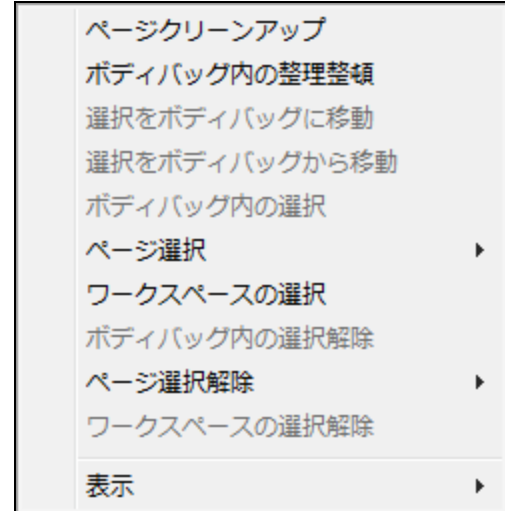 ページクリーンアップ
ボディバッグ内の整理整頓
選択をボディバッグに移動
選択をボディバッグから移動
ボディバッグ内の選択
ページ選択
ワークスペースの選択
ボディバッグ内の選択解除
ページ選択解除
ワークスペースの選択解除
表示